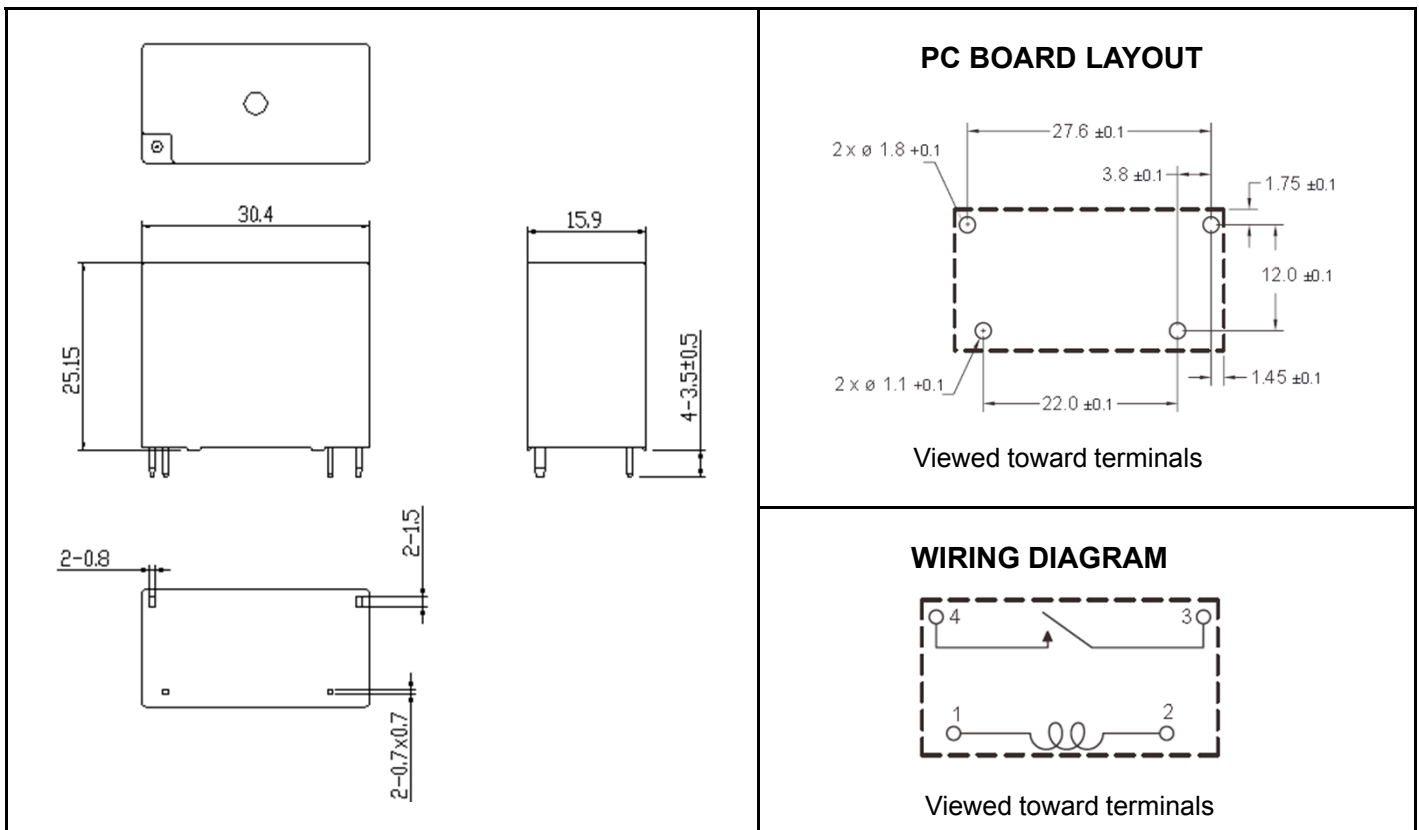 30.4
25.15
15.9
4-3.5±0.5
2-0.8
2-1.5
2-0.7x0.7
PC BOARD LAYOUT
27.6 ±0.1
2 x ø 1.8 +0.1
3.8 ±0.1
1.75 ±0.1
12.0 ±0.1
2 x ø 1.1 +0.1
1.45 ±0.1
22.0 ±0.1
Viewed toward terminals
WIRING DIAGRAM
4
3
1
2
Viewed toward terminals